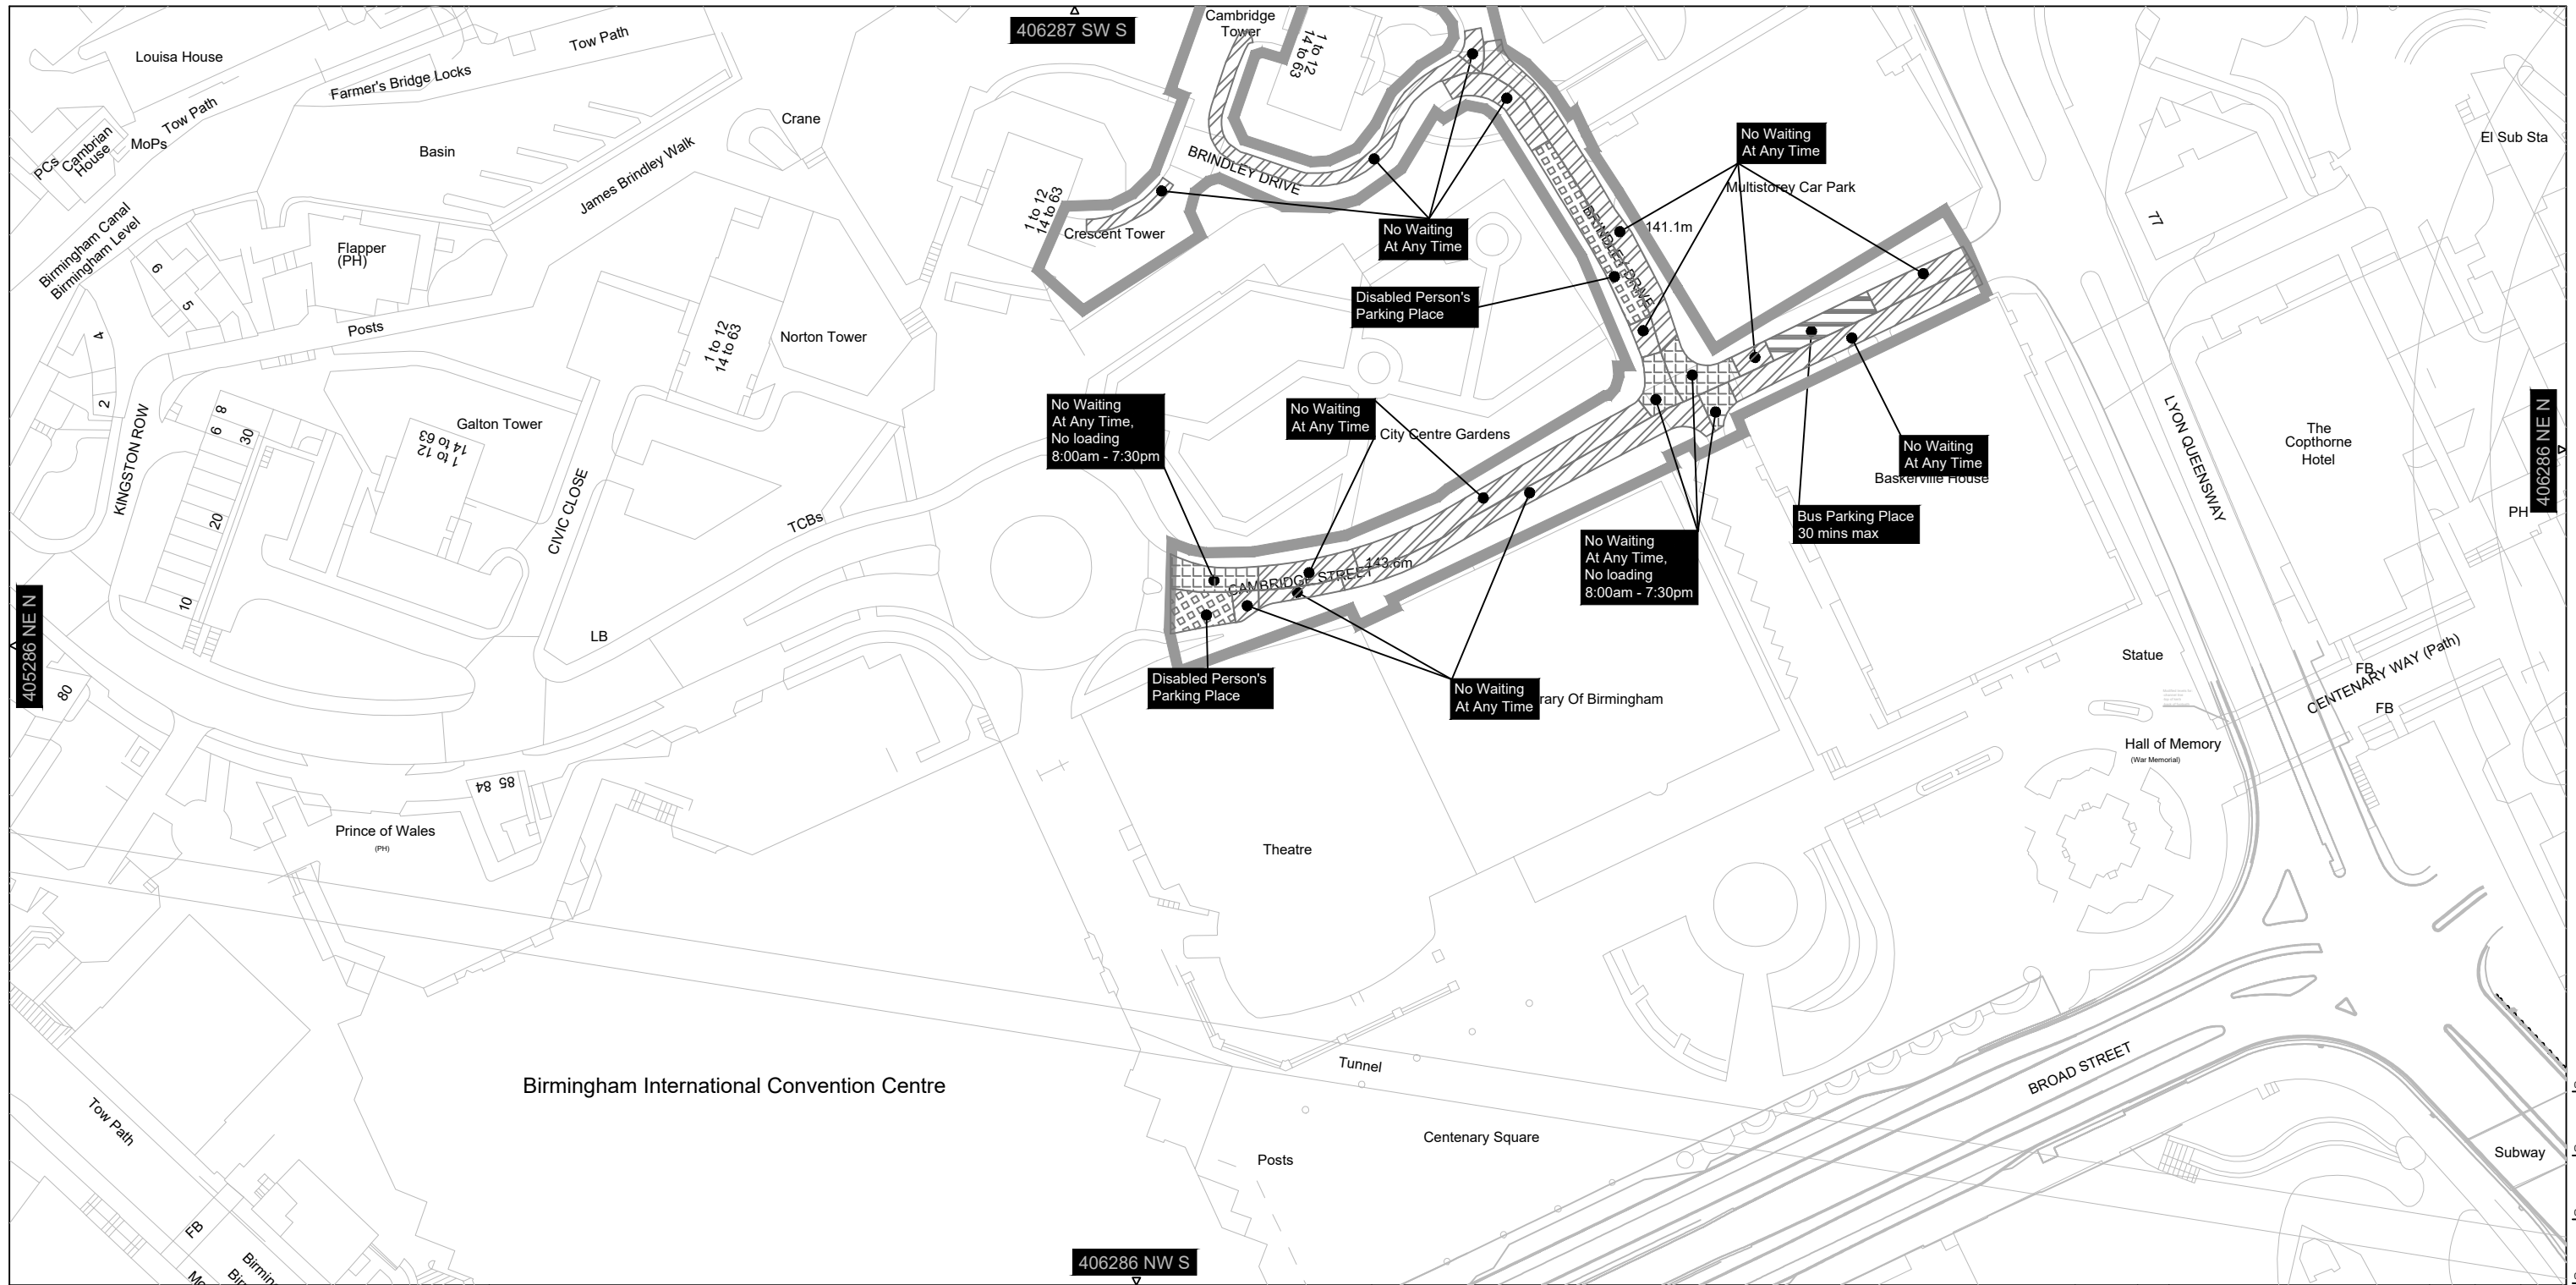 406287 SW S
Cambridge
Tower
1 to 12
14 to 63
Louisa House
Tow Path
Farmer's Bridge Locks
Tow Path
MoPs
PCs
Cambrian
House
Crane
Basin
James Brindley Walk
BRINDLEY DRIVE
No Waiting
At Any Time
Multistorey Car Park
El Sub Sta
77
1 to 12
14 to 63
Crescent Tower
No Waiting
At Any Time
141.1m
BRINDLEY DRIVE
Birmingham Canal
Birmingham Level
Flapper
(PH)
6
5
4
2
Posts
Disabled Person's
Parking Place
1 to 12
14 to 63
Norton Tower
KINGSTON ROW
8
6
30
20
10
Galton Tower
1 to 12
14 to 63
CIVIC CLOSE
TCBs
LB
No Waiting
At Any Time,
No loading
8:00am - 7:30pm
No Waiting
At Any Time
City Centre Gardens
No Waiting
At Any Time
Baskerville House
Bus Parking Place
30 mins max
LYON QUEENSWAY
The
Copthorne
Hotel
406286 NE N
PH
No Waiting
At Any Time,
No loading
8:00am - 7:30pm
143.6m
CAMBRIDGE STREET
405286 NE N
80
Disabled Person's
Parking Place
No Waiting
At Any Time
rary Of Birmingham
Statue
FB
CENTENARY WAY (Path)
FB
Hall of Memory
(War Memorial)
84 85
Prince of Wales
(PH)
Theatre
Birmingham International Convention Centre
Tunnel
BROAD STREET
Tow Path
Centenary Square
Posts
Subway
FB
406286 NW S